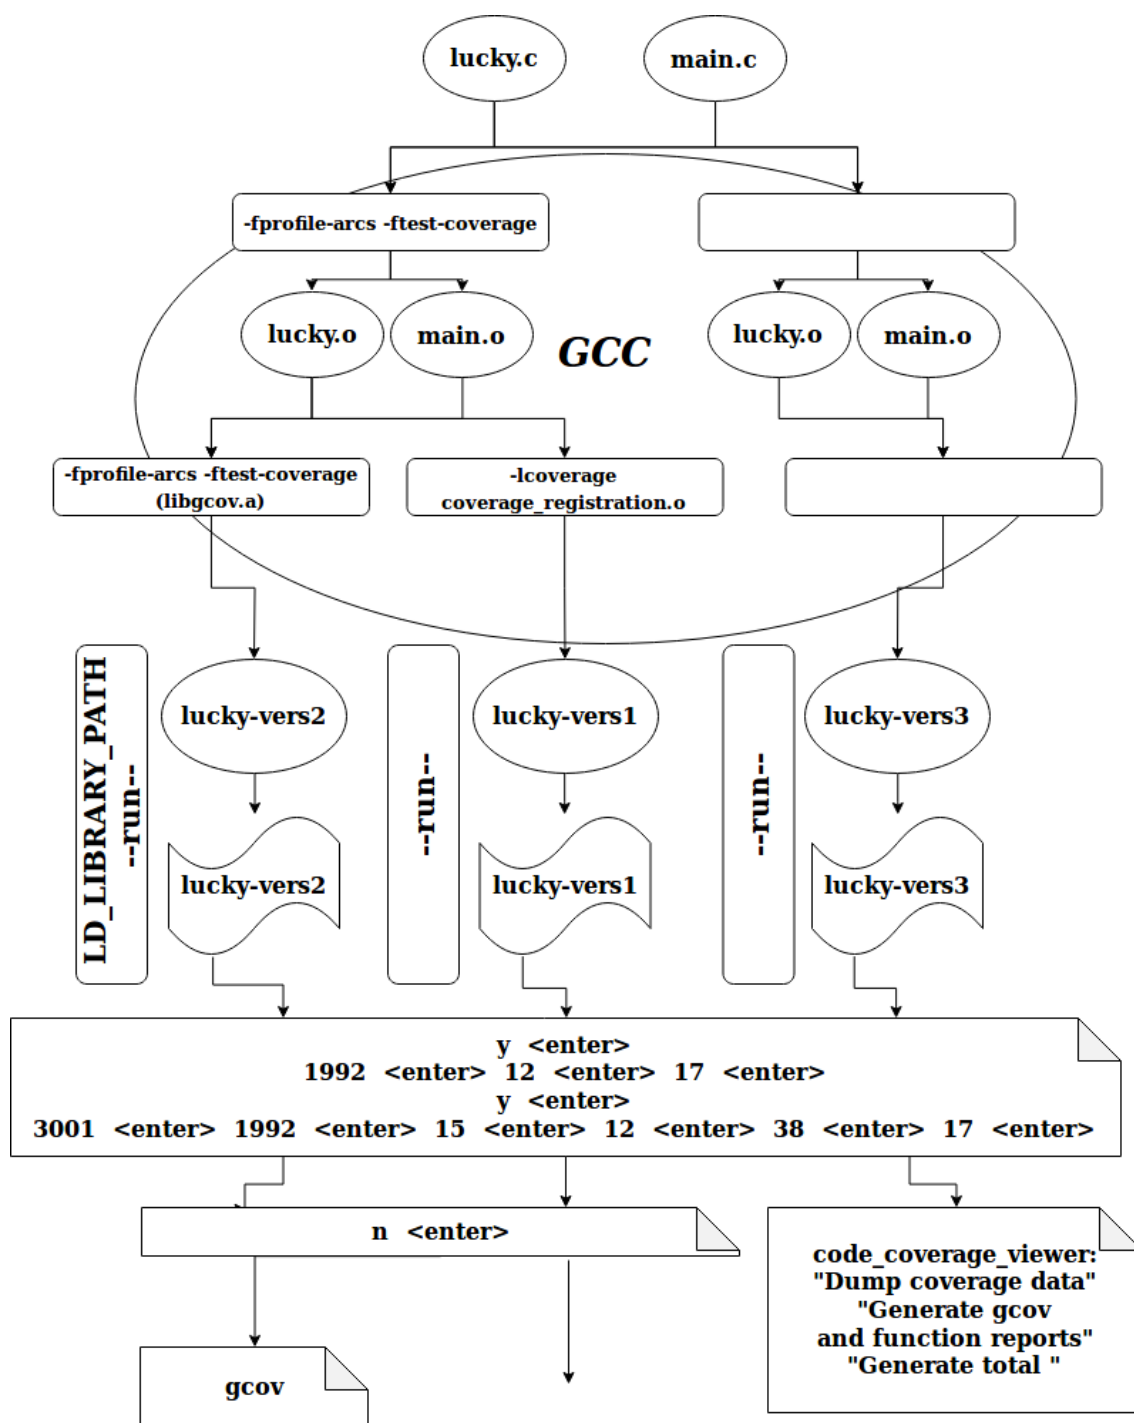 lucky.c
main.c
-fprofile-arcs -ftest-coverage
lucky.o
main.o
GCC
lucky.o
main.o
-fprofile-arcs -ftest-coverage
(libgcov.a)
-lcoverage
coverage_registration.o
LD_LIBRARY_PATH
--run--
lucky-vers2
--run--
lucky-vers1
--run--
lucky-vers3
lucky-vers2
lucky-vers1
lucky-vers3
y <enter>
1992 <enter> 12 <enter> 17 <enter>
y <enter>
3001 <enter> 1992 <enter> 15 <enter> 12 <enter> 38 <enter> 17 <enter>
n <enter>
code_coverage_viewer:
"Dump coverage data"
"Generate gcov
and function reports"
"Generate total "
gcov